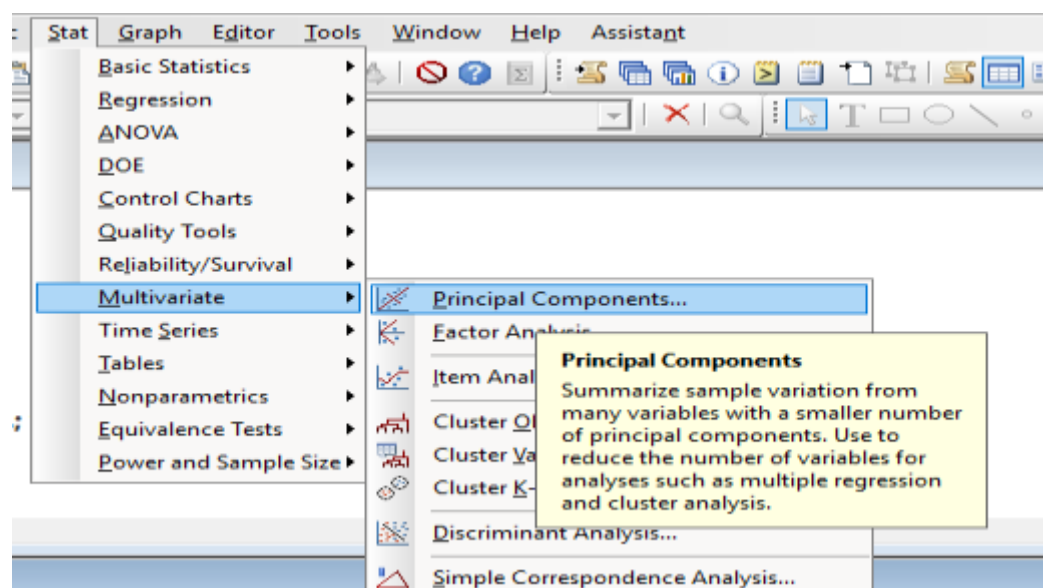 Stat Graph Editor Tools Window Help Assistant
Basic Statistics
Regression
ANOVA
DOE
Control Charts
Quality Tools
Reliability/Survival
Multivariate
Time Series
Tables
Nonparametrics
Equivalence Tests
Power and Sample Size
Principal Components...
Factor
Item
Cluster
Cluster
Cluster
Discriminant Analysis...
Simple Correspondence Analysis...
Principal Components
Summarize sample variation from
many variables with a smaller number
of principal components. Use to
reduce the number of variables for
analyses such as multiple regression
and cluster analysis.